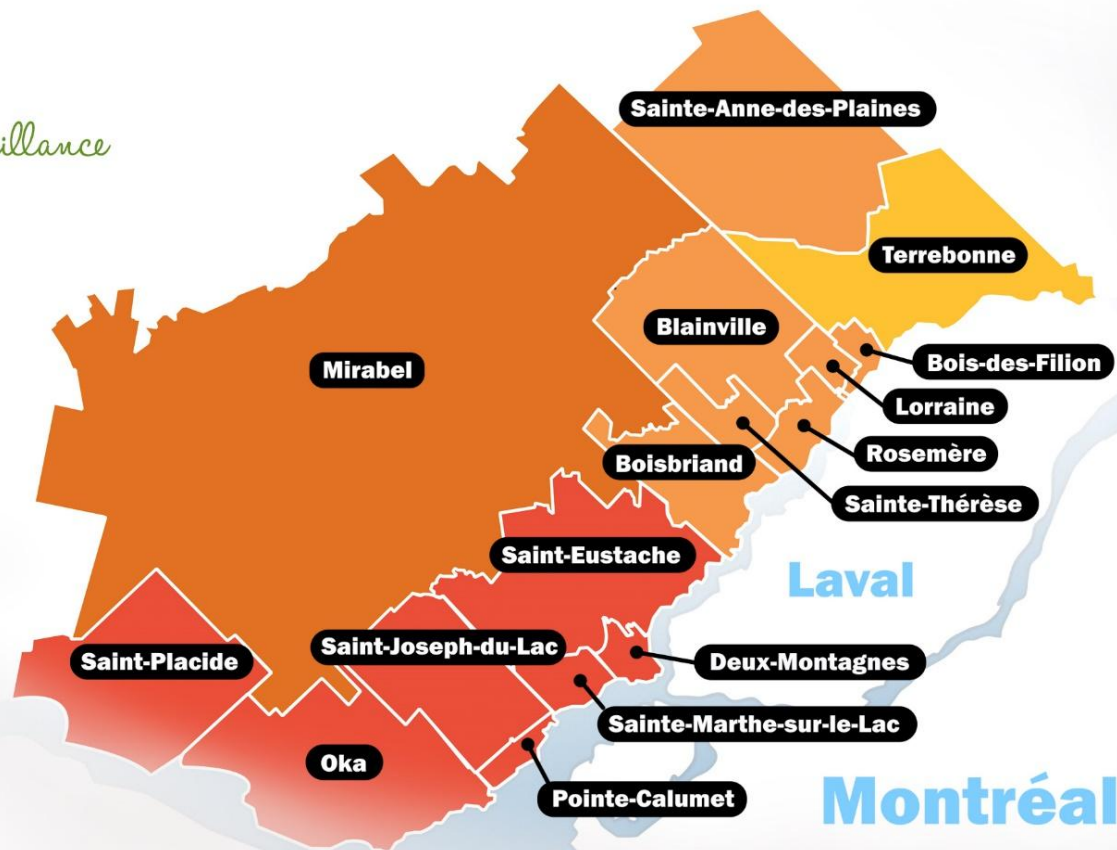 Sainte-Anne-des-Plaines
Terrebonne
Blainville
Bois-des-Filion
Mirabel
Lorraine
Rosemère
Boisbriand
Sainte-Thérèse
Saint-Eustache
Laval
Saint-Joseph-du-Lac
Saint-Placide
Deux-Montagnes
Sainte-Marthe-sur-le-Lac
Oka
Pointe-Calumet
Montréal